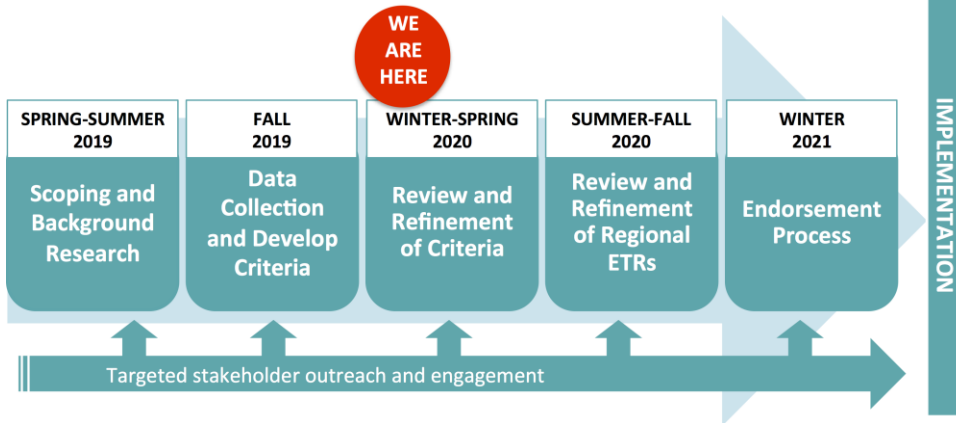 WE
ARE
HERE
SPRING-SUMMER
2019
Scoping and
Background
Research
FALL
2019
Data
Collection
and Develop
Criteria
WINTER-SPRING
2020
Review and
Refinement
of Criteria
SUMMER-FALL
2020
Review and
Refinement
of Regional
ETRs
WINTER
2021
Endorsement
Process
IMPLEMENTATION
Targeted stakeholder outreach and engagement